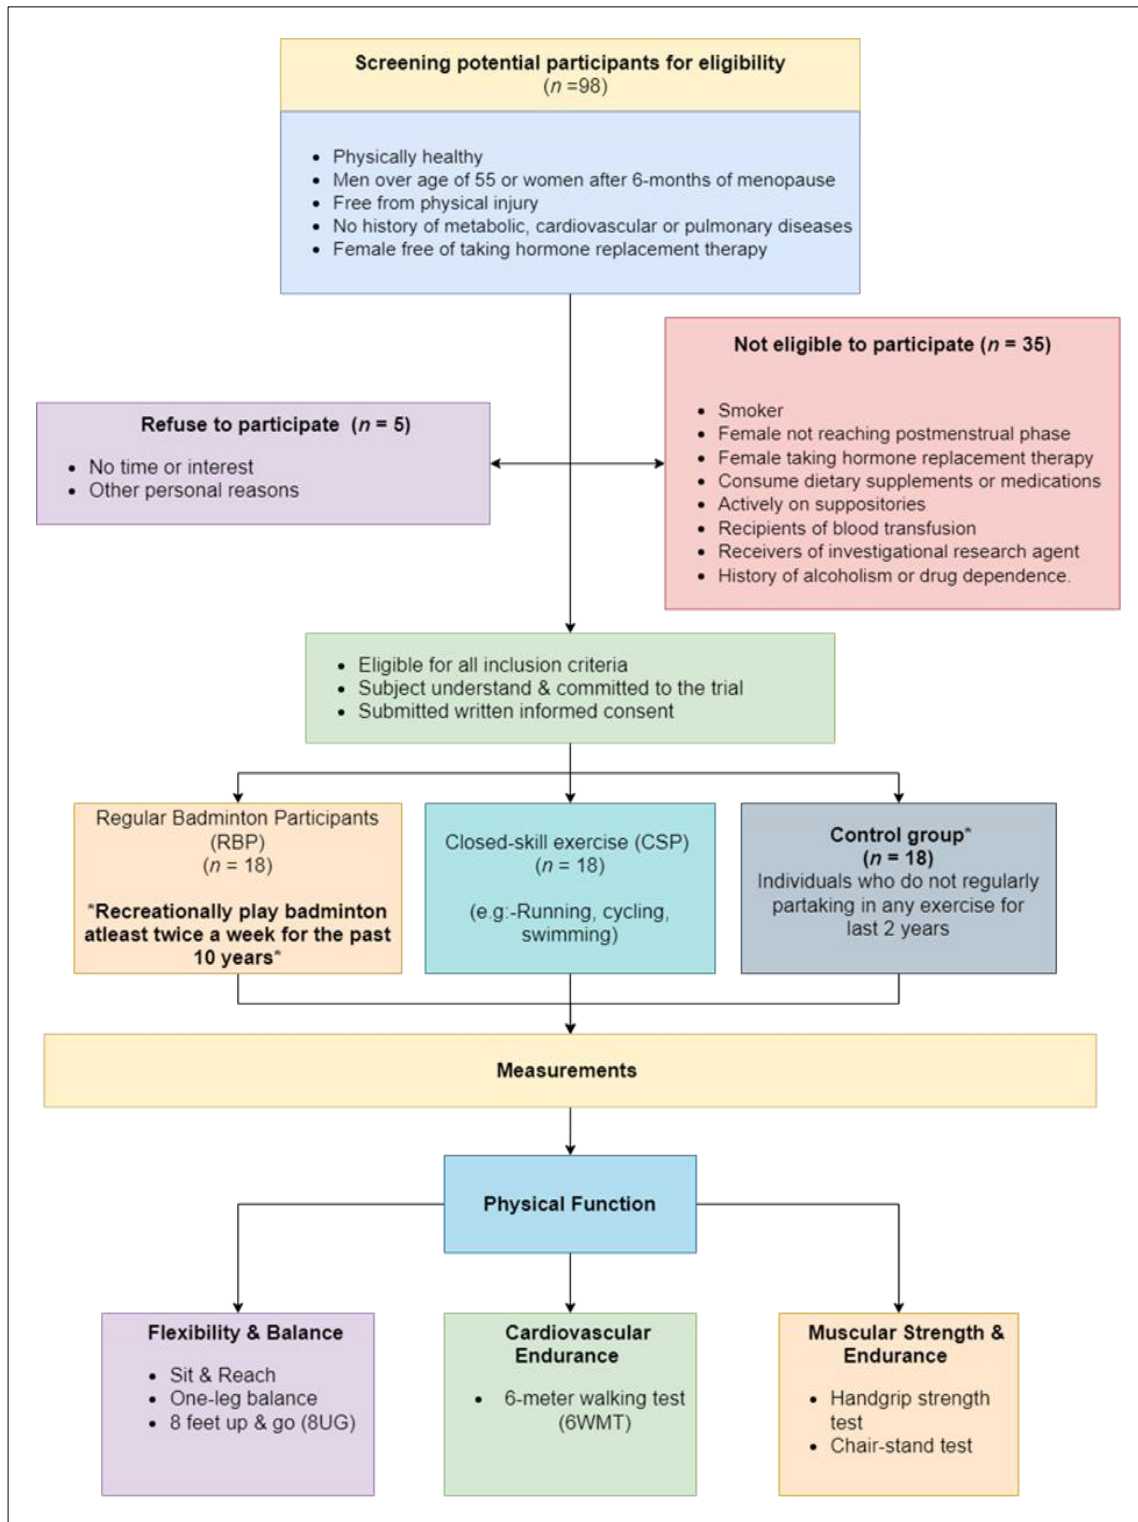 Screening potential participants for eligibility
(n =98)
• Physically healthy
• Men over age of 55 or women after 6-months of menopause
• Free from physical injury
• No history of metabolic, cardiovascular or pulmonary diseases
• Female free of taking hormone replacement therapy
Not eligible to participate (n = 35)
• Smoker
• Female not reaching postmenstrual phase
• Female taking hormone replacement therapy
• Consume dietary supplements or medications
• Actively on suppositories
• Recipients of blood transfusion
• Receivers of investigational research agent
• History of alcoholism or drug dependence.
Refuse to participate (n = 5)
• No time or interest
• Other personal reasons
• Eligible for all inclusion criteria
• Subject understand & committed to the trial
• Submitted written informed consent
Regular Badminton Participants
(RBP)
(n = 18)
*Recreationally play badminton
atleast twice a week for the past
10 years*
Closed-skill exercise (CSP)
(n = 18)
(e.g:-Running, cycling,
swimming)
Control group*
(n = 18)
Individuals who do not regularly
partaking in any exercise for
last 2 years
Measurements
Physical Function
Flexibility & Balance
• Sit & Reach
• One-leg balance
• 8 feet up & go (8UG)
Cardiovascular
Endurance
• 6-meter walking test
(6WMT)
Muscular Strength &
Endurance
• Handgrip strength
test
• Chair-stand test